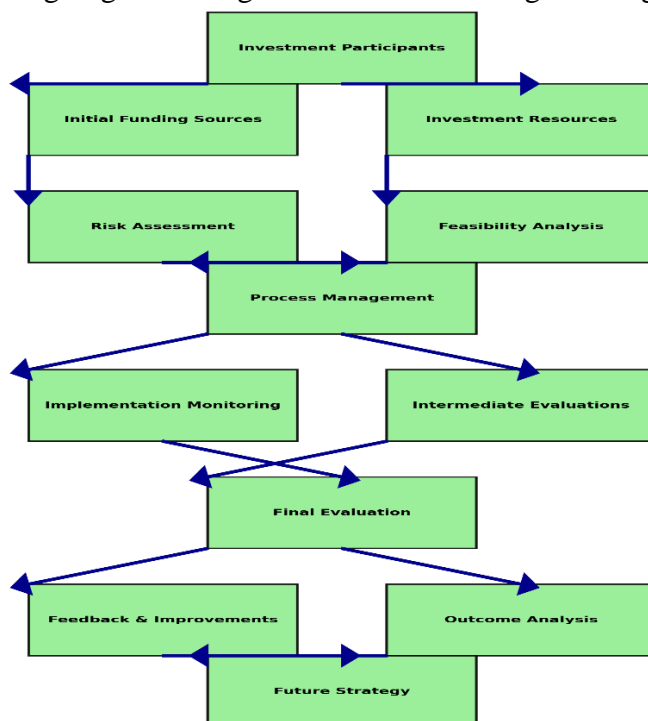 Investment Participants
Initial Funding Sources
Investment Resources
Risk Assessment
Feasibility Analysis
Process Management
Implementation Monitoring
Intermediate Evaluations
Final Evaluation
Feedback & Improvements
Outcome Analysis
Future Strategy